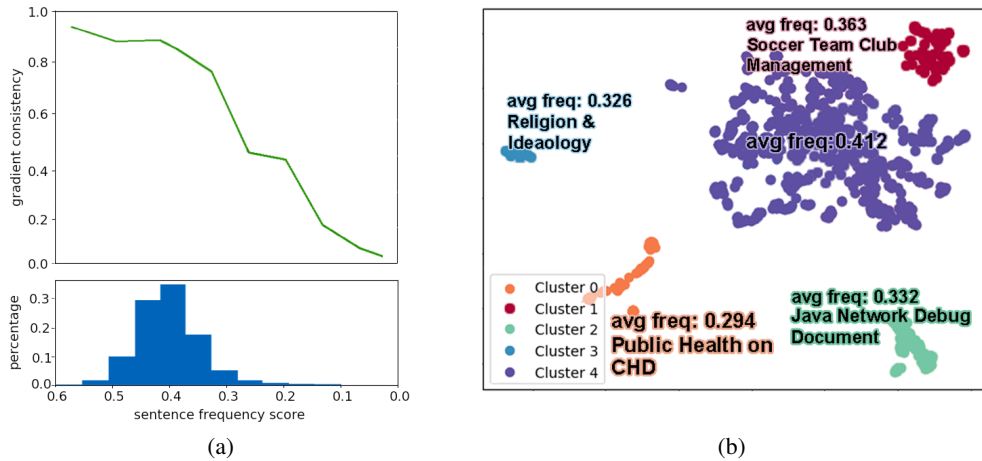 1.0
0.8
0.6
0.4
0.2
0.0
gradient consistency
0.3
0.2
0.1
0.0
percentage
0.6 0.5 0.4 0.3 0.2 0.1 0.0
sentence frequency score
(a)
avg freq: 0.363
Soccer Team Club
Management
avg freq: 0.326
Religion &
Ideaology
avg freq:0.412
Cluster 0
Cluster 1
Cluster 2
Cluster 3
Cluster 4
avg freq: 0.294
Public Health on
CHD
avg freq: 0.332
Java Network Debug
Document
(b)